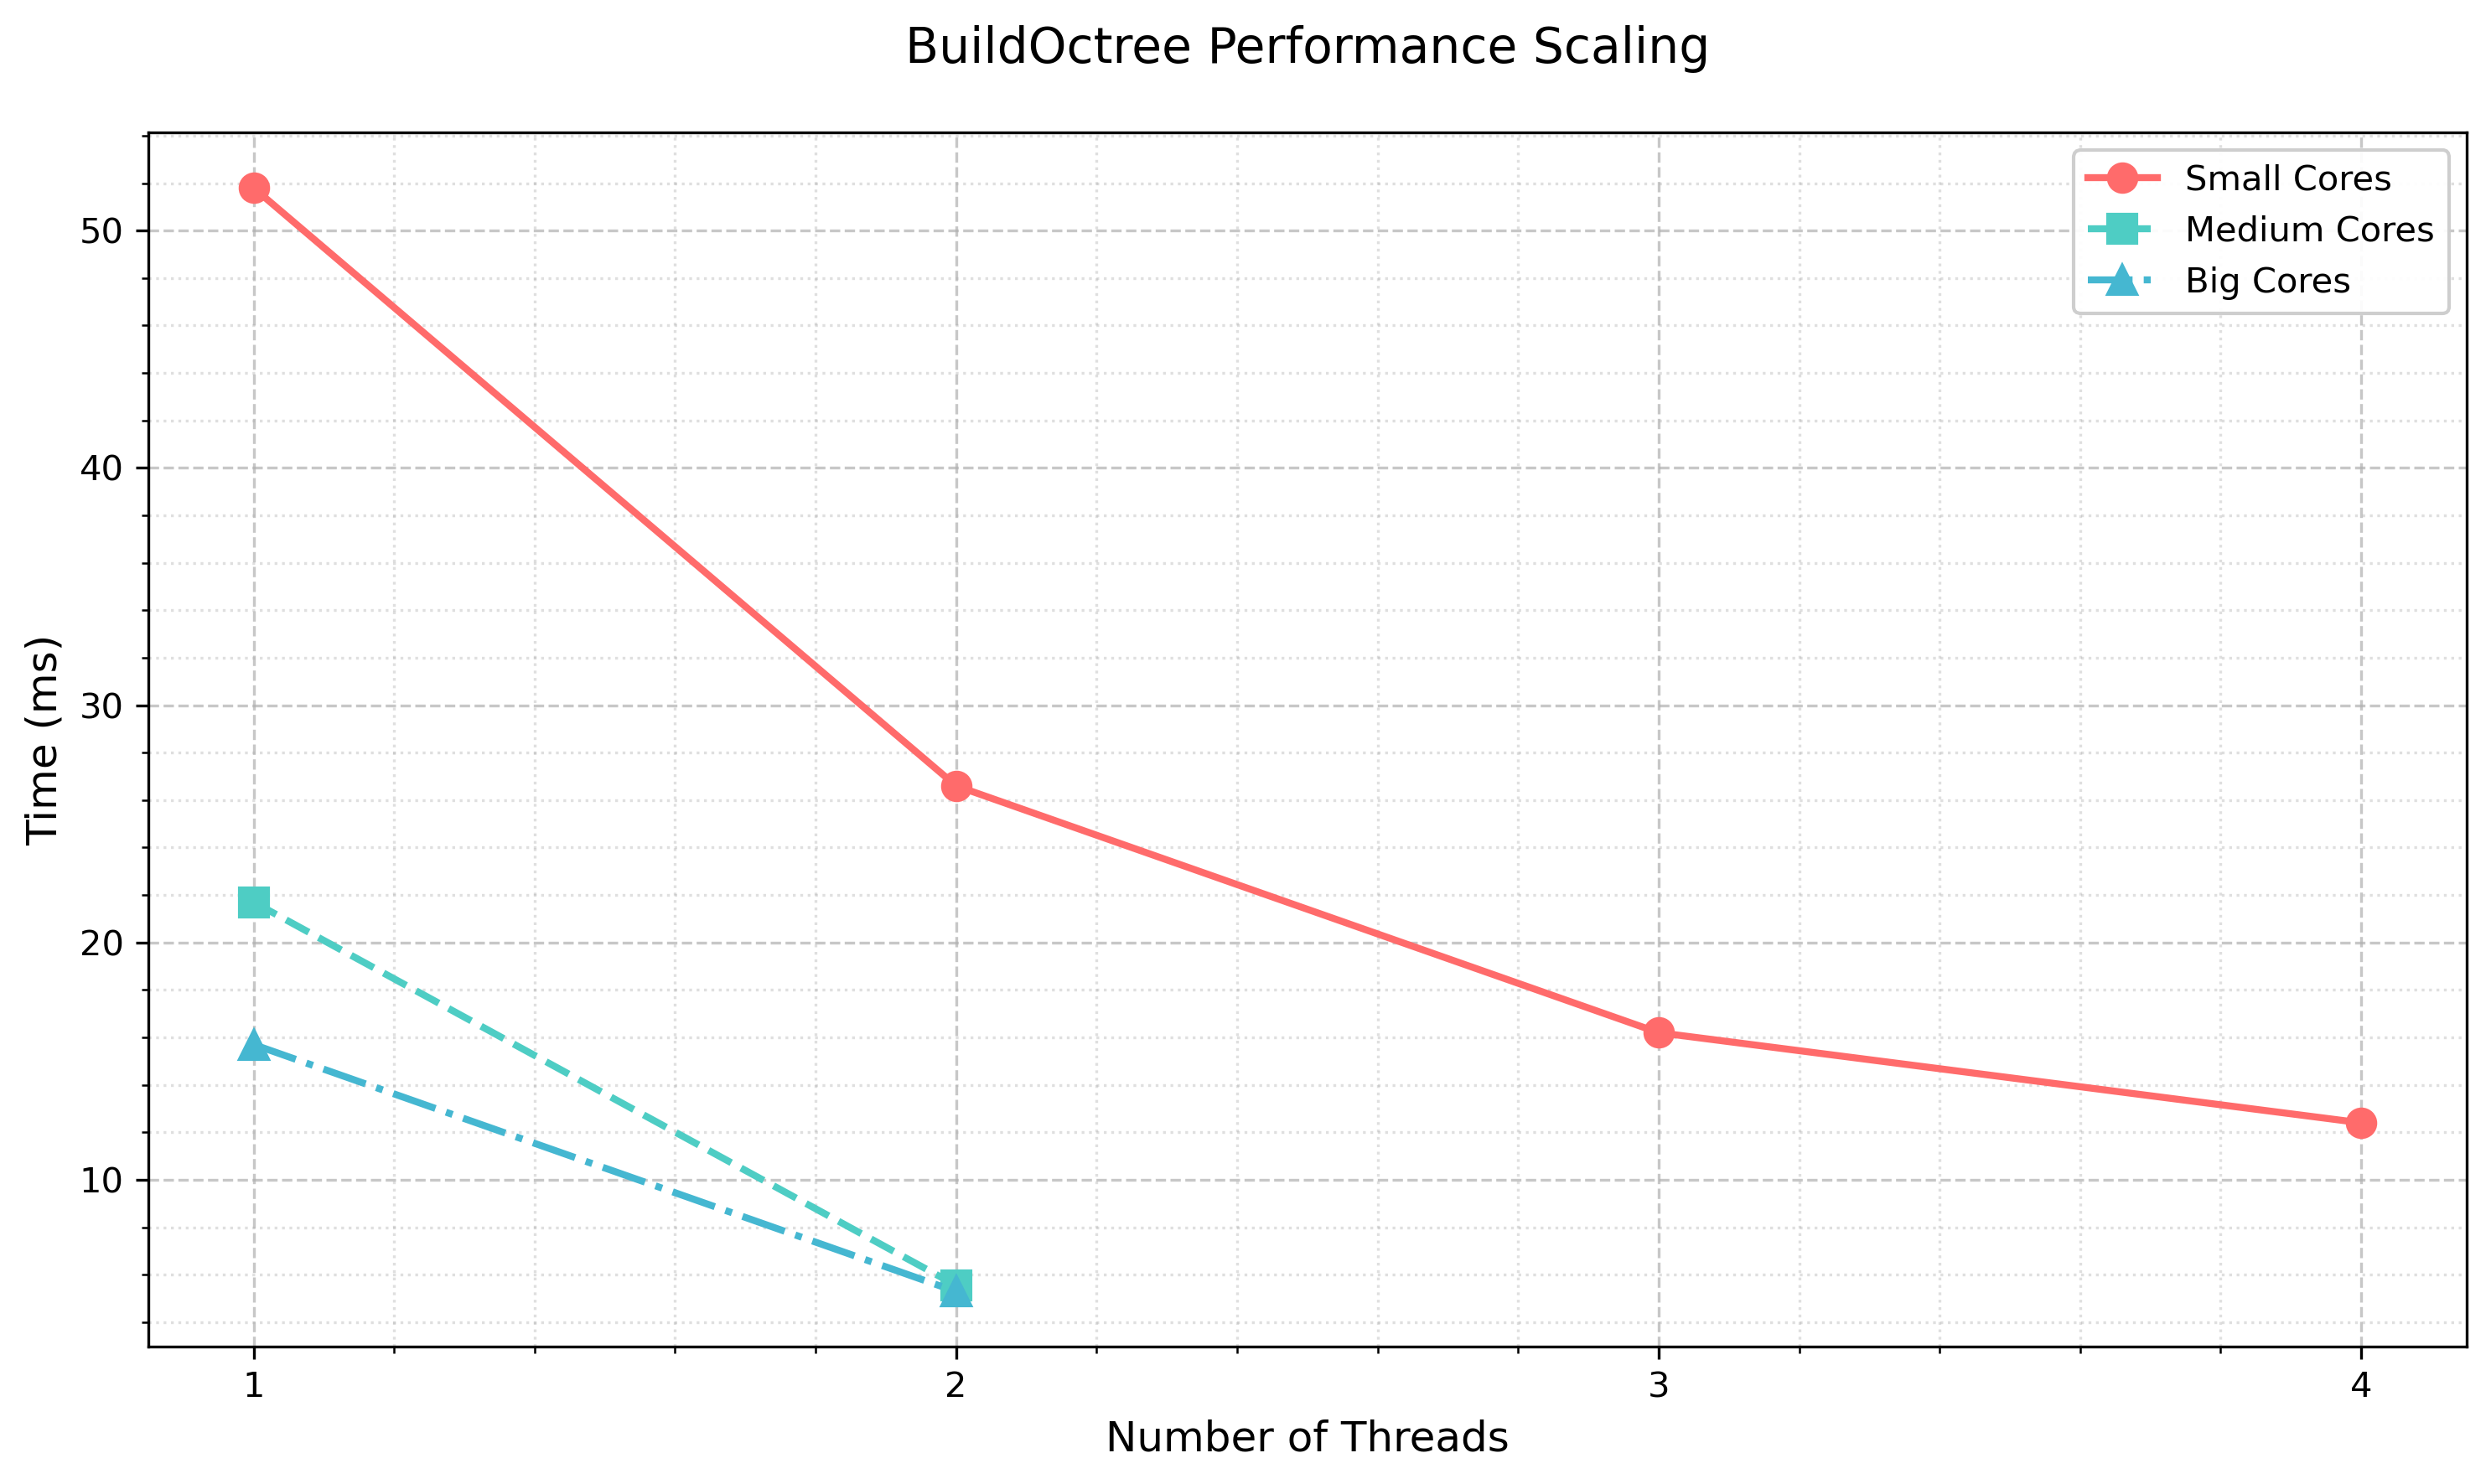 BuildOctree Performance Scaling
Small Cores
Medium Cores
Big Cores
Time (ms)
50
40
30
20
10
1
2
3
4
Number of Threads